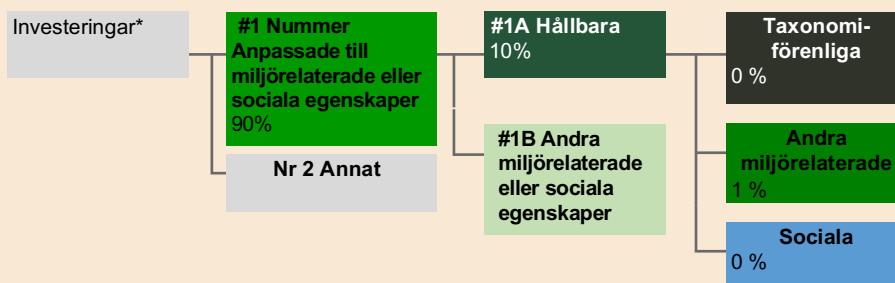 Investeringar*
#1 Nummer
Anpassade till
miljörelaterade eller
sociala egenskaper
90%
Nr 2 Annat
#1A Hållbara
10%
#1B Andra
miljörelaterade
eller sociala
egenskaper
Taxonomi-
förenliga
0 %
Andra
miljörelaterade
1 %
Sociala
0 %